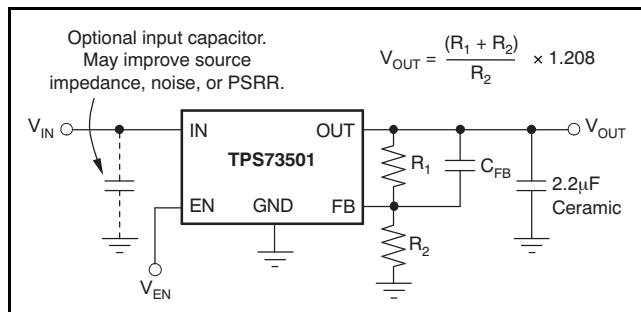 Optional input capacitor.
May improve source
impedance, noise, or PSRR.
V_OUT = (R_1 + R_2) / R_2 × 1.208
V_IN
IN
OUT
V_OUT
TPS73501
R_1
C_FB
2.2μF
Ceramic
EN
GND
FB
R_2
V_EN